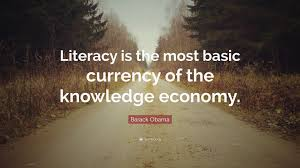 Literacy is the most basic
currency of the
knowledge economy.
Barack Obama